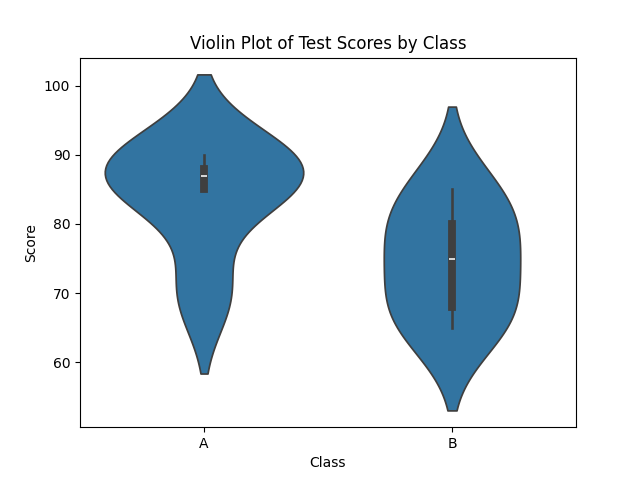 Violin Plot of Test Scores by Class
100
90
80
70
60
Score
A
B
Class